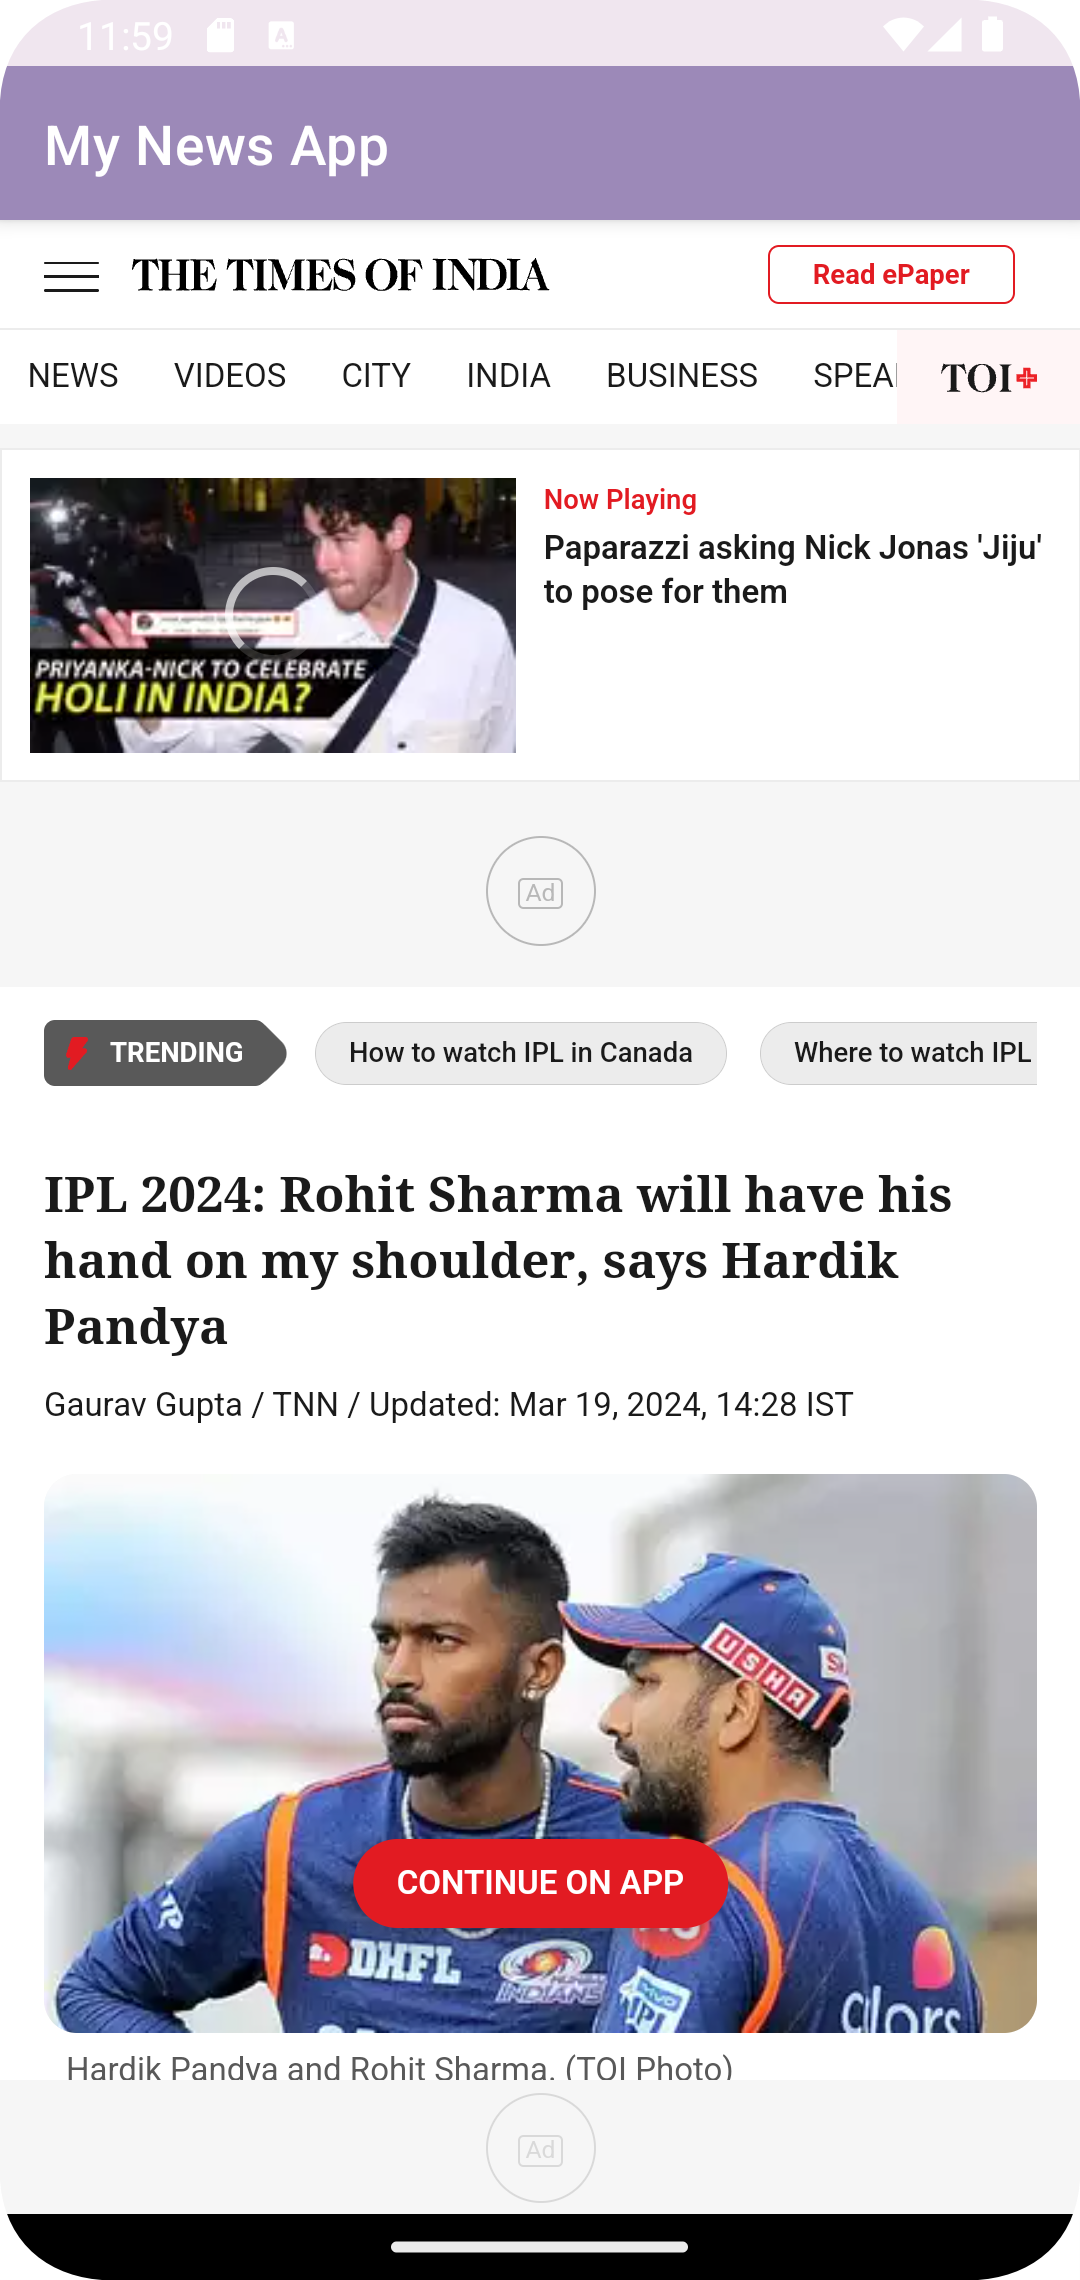 11:59
My News App
THE TIMES OF INDIA
Read ePaper
NEWS VIDEOS CITY INDIA BUSINESS SPEA
TOI+
Now Playing
Paparazzi asking Nick Jonas 'Jiju'
to pose for them
PRIYANKA-NICK TO CELEBRATE
HOLI IN INDIA?
Ad
TRENDING
How to watch IPL in Canada
Where to watch IPL
IPL 2024: Rohit Sharma will have his
hand on my shoulder, says Hardik
Pandya
Gaurav Gupta / TNN / Updated: Mar 19, 2024, 14:28 IST
USHA
CONTINUE ON APP
DHFL
INDIANS
VIVO
IPL
colors
Hardik Pandya and Rohit Sharma. (TOI Photo)
Ad